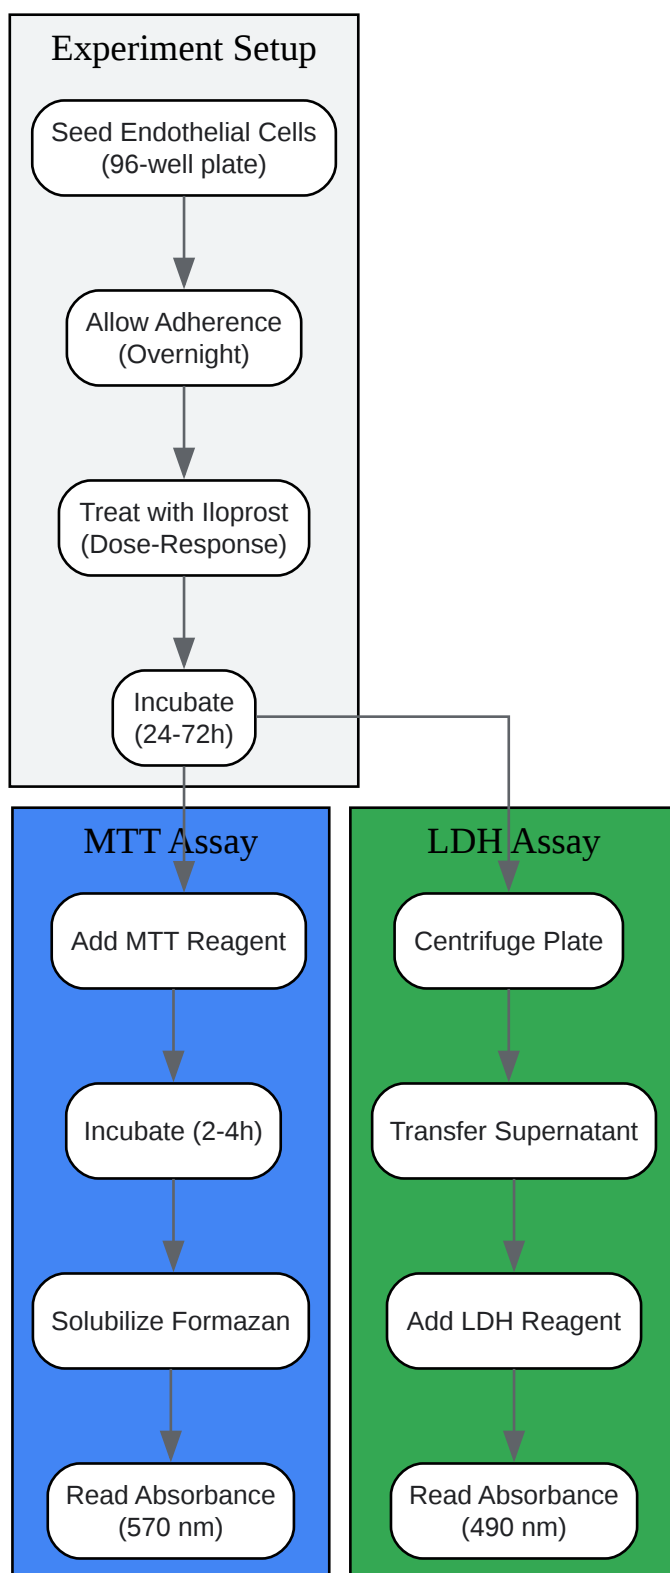 Experiment Setup
Seed Endothelial Cells
(96-well plate)
Allow Adherence
(Overnight)
Treat with Iloprost
(Dose-Response)
Incubate
(24-72h)
MTT Assay
Add MTT Reagent
Incubate (2-4h)
Solubilize Formazan
Read Absorbance
(570 nm)
LDH Assay
Centrifuge Plate
Transfer Supernatant
Add LDH Reagent
Read Absorbance
(490 nm)